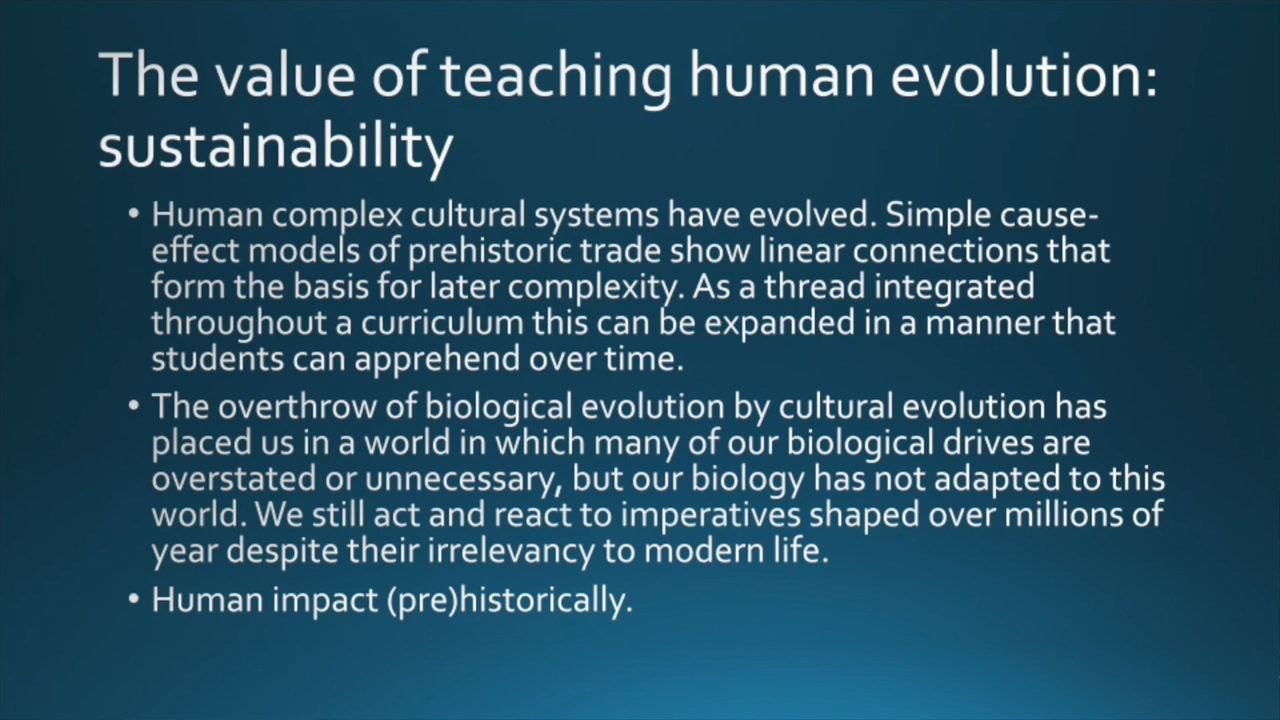 The value of teaching human evolution:
sustainability
• Human complex cultural systems have evolved. Simple cause-
effect models of prehistoric trade show linear connections that
form the basis for later complexity. As a thread integrated
throughout a curriculum this can be expanded in a manner that
students can apprehend over time.
• The overthrow of biological evolution by cultural evolution has
placed us in a world in which many of our biological drives are
overstated or unnecessary, but our biology has not adapted to this
world. We still act and react to imperatives shaped over millions of
year despite their irrelevancy to modern life.
• Human impact (pre)historically.